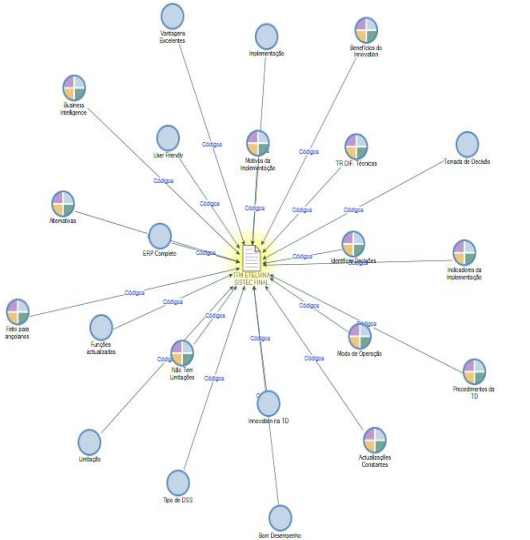 Vantagens
Excelentes
Implementação
Benefícios da
Innovation
Business
Intelligence
User Friendly
Motivos da
Implementação
TR DIF. Técnicas
Tomada de Decisão
Códigos
Códigos
Códigos
Códigos
Códigos
Códigos
Códigos
Códigos
Alternativas
ERP Completo
Códigos
Identificar Decisões
Códigos
Indicadores da
Implementação
SISTEC FINAL
Códigos
Códigos
Códigos
Códigos
Códigos
Feito para
angolanos
Funções
actualizadas
Não Tem
Limitações
Códigos
Modo de Operação
Códigos
Códigos
Procedimentos da
TD
Innovation na TD
Limitação
Actualizações
Constantes
Tipo de DSS
Bom Desempenho